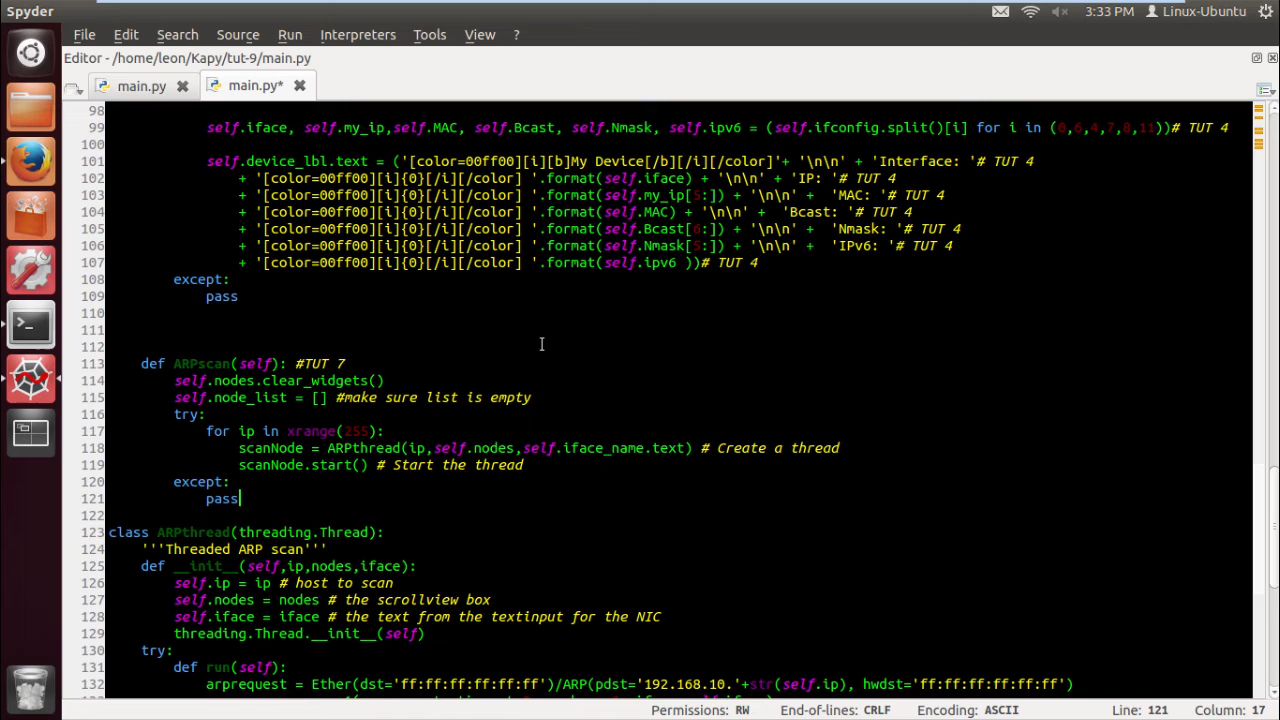 Spyder
3:33 PM
Linux-Ubuntu
File Edit Search Source Run Interpreters Tools View ?
Editor - /home/leon/Kapy/tut-9/main.py
main.py
main.py*
98
99 self.iface, self.my_ip,self.MAC, self.Bcast, self.Nmask, self.ipv6 = (self.ifconfig.split()[i] for i in (0,6,4,7,8,11))# TUT 4
100
101 self.device_lbl.text = ('[color=00ff00][i][b]My Device[/b][/i][/color]'+ '\n\n' + 'Interface: '# TUT 4
102 + '[color=00ff00][i]{0}[/i][/color] '.format(self.iface) + '\n\n' + 'IP: '# TUT 4
103 + '[color=00ff00][i]{0}[/i][/color] '.format(self.my_ip[5:]) + '\n\n' +  'MAC: '# TUT 4
104 + '[color=00ff00][i]{0}[/i][/color] '.format(self.MAC) + '\n\n' +  'Bcast: '# TUT 4
105 + '[color=00ff00][i]{0}[/i][/color] '.format(self.Bcast[6:]) + '\n\n' +  'Nmask: '# TUT 4
106 + '[color=00ff00][i]{0}[/i][/color] '.format(self.Nmask[5:]) + '\n\n' +  'IPv6: '# TUT 4
107 + '[color=00ff00][i]{0}[/i][/color] '.format(self.ipv6 ))# TUT 4
108 except:
109 pass
110
111
112
113 def ARPscan(self): #TUT 7
114 self.nodes.clear_widgets()
115 self.node_list = [] #make sure list is empty
116 try:
117 for ip in xrange(255):
118 scanNode = ARPthread(ip,self.nodes,self.iface_name.text) # Create a thread
119 scanNode.start() # Start the thread
120 except:
121 pass
122
123 class ARPthread(threading.Thread):
124 '''Threaded ARP scan'''
125 def __init__(self,ip,nodes,iface):
126 self.ip = ip # host to scan
127 self.nodes = nodes # the scrollview box
128 self.iface = iface # the text from the textinput for the NIC
129 threading.Thread.__init__(self)
130 try:
131 def run(self):
132 arprequest = Ether(dst='ff:ff:ff:ff:ff:ff')/ARP(pdst='192.168.10.'+str(self.ip), hwdst='ff:ff:ff:ff:ff:ff')
Permissions: RW End-of-lines: CRLF Encoding: ASCII Line: 121 Column: 17